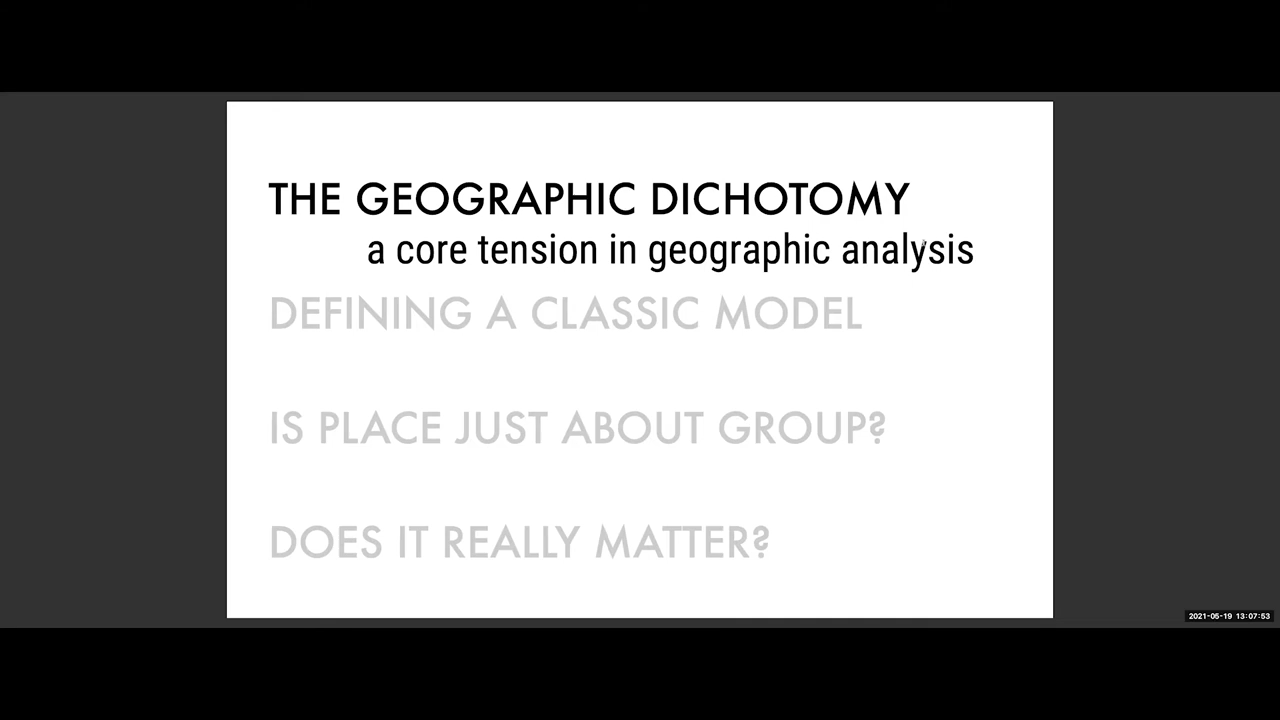 THE GEOGRAPHIC DICHOTOMY
a core tension in geographic analysis
DEFINING A CLASSIC MODEL
IS PLACE JUST ABOUT GROUP?
DOES IT REALLY MATTER?
2021-05-19 13:07:53